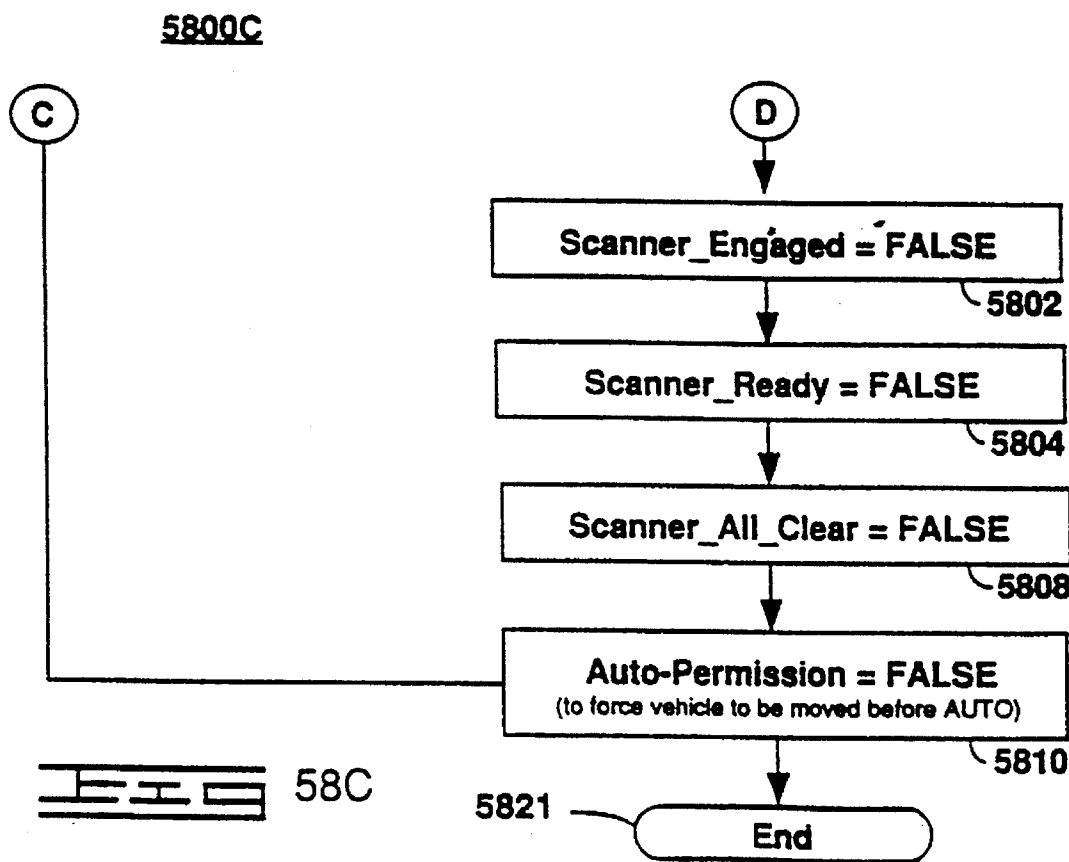 5800C
C
D
Scanner_Engaged = FALSE
5802
Scanner_Ready = FALSE
5804
Scanner_All_Clear = FALSE
5808
Auto-Permission = FALSE
(to force vehicle to be moved before AUTO)
5810
58C
5821
End